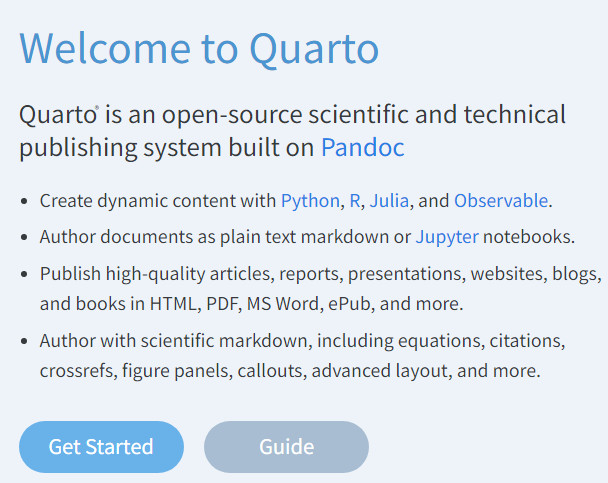 Welcome to Quarto
Quarto® is an open-source scientific and technical
publishing system built on Pandoc
• Create dynamic content with Python, R, Julia, and Observable.
• Author documents as plain text markdown or Jupyter notebooks.
• Publish high-quality articles, reports, presentations, websites, blogs,
and books in HTML, PDF, MS Word, ePub, and more.
• Author with scientific markdown, including equations, citations,
crossrefs, figure panels, callouts, advanced layout, and more.
Get Started
Guide